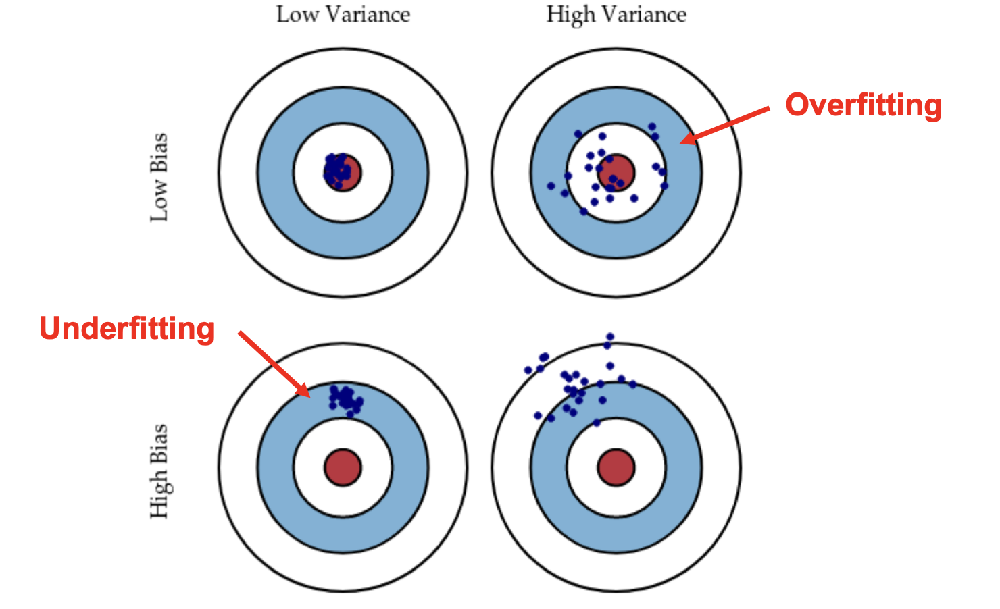 Low Variance
High Variance
Overfitting
Low Bias
Underfitting
High Bias